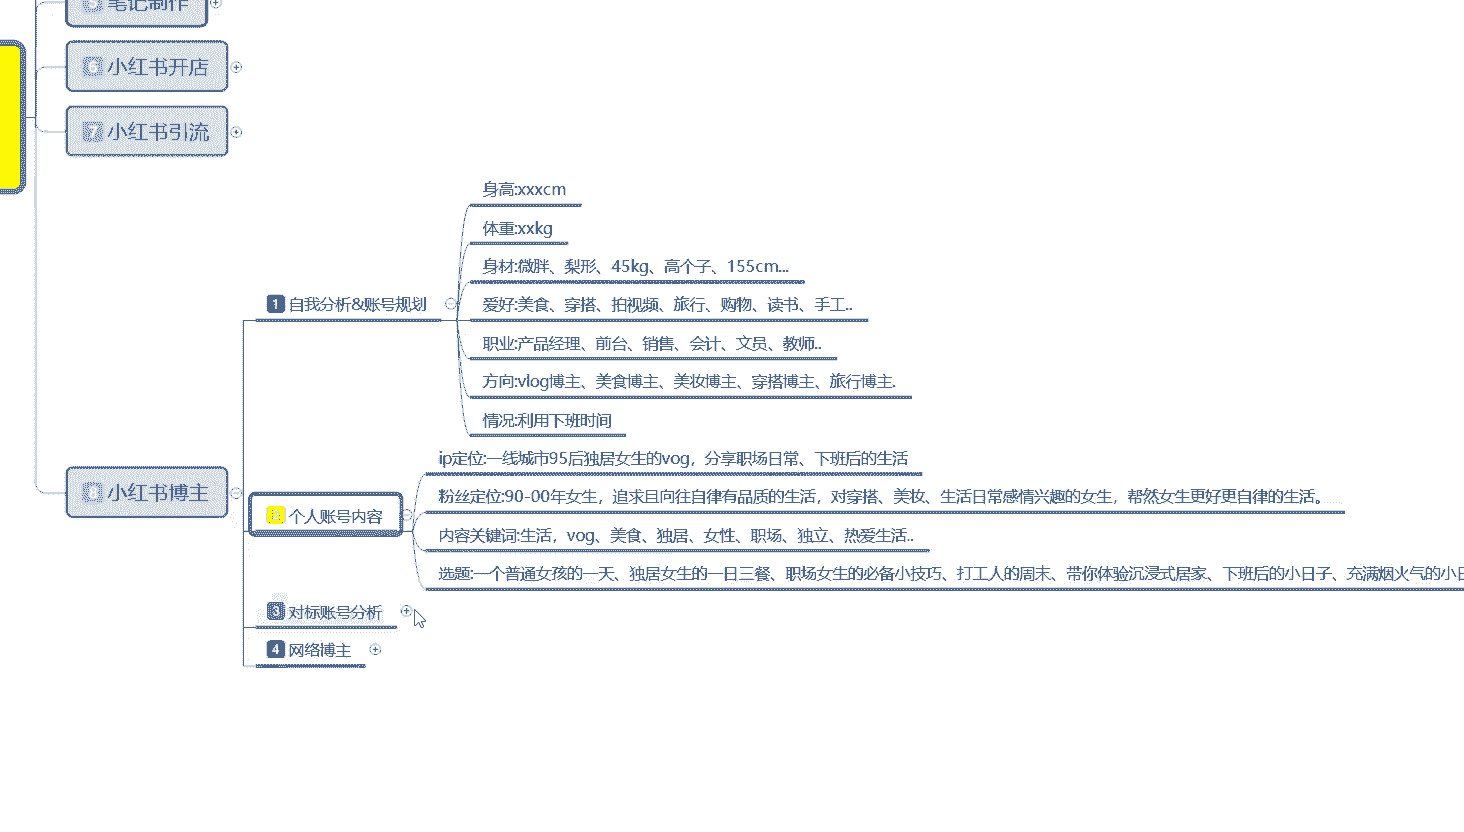 5 笔记制作
6 小红书开店
7 小红书引流
身高:xxxcm
体重:xxkg
身材:微胖、梨形、45kg、高个子、155cm...
1 自我分析&账号规划
爱好:美食、穿搭、拍视频、旅行、购物、读书、手工..
职业:产品经理、前台、销售、会计、文员、教师..
方向:vlog博主、美食博主、美妆博主、穿搭博主、旅行博主.
情况:利用下班时间
8 小红书博主
ip定位:一线城市95后独居女生的vog，分享职场日常、下班后的生活
粉丝定位:90-00年女生，追求且向往自律有品质的生活，对穿搭、美妆、生活日常感情兴趣的女生，帮然女生更好更自律的生活。
2 个人账号内容
内容关键词:生活，vog、美食、独居、女性、职场、独立、热爱生活..
选题:一个普通女孩的一天、独居女生的一日三餐、职场女生的必备小技巧、打工人的周末、带你体验沉浸式居家、下班后的小日子、充满烟火气的小日
3 对标账号分析
4 网络博主